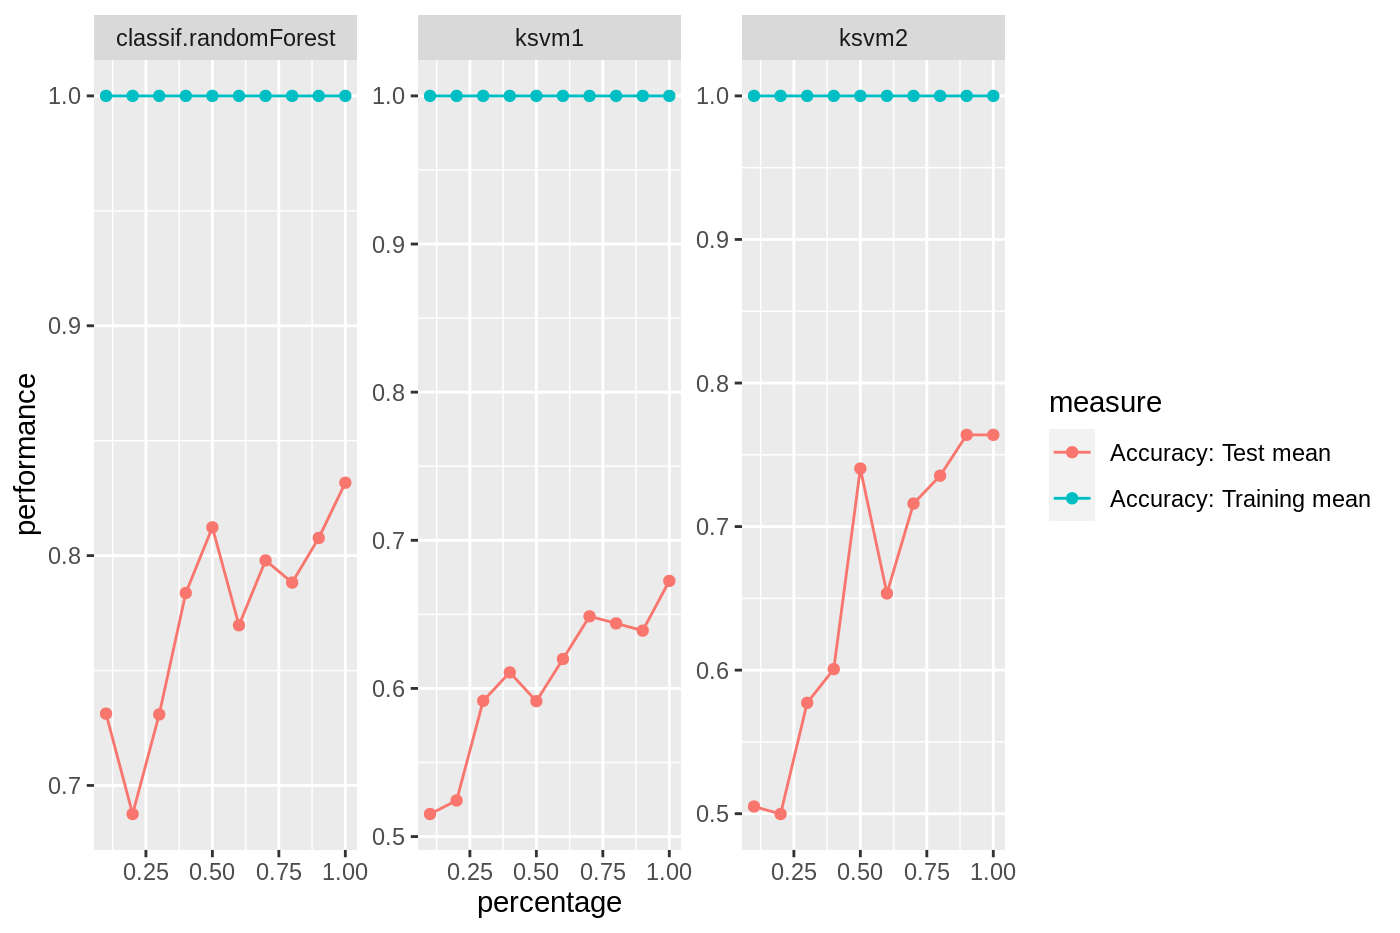 classif.randomForest ksvm1 ksvm2
1.0 1.0 1.0
0.9 0.9
0.9
0.8 0.8
0.7 0.7
0.8
0.6 0.6
0.7
0.5 0.5
0.25 0.50 0.75 1.00 0.25 0.50 0.75 1.00 0.25 0.50 0.75 1.00
performance
percentage
measure
Accuracy: Test mean
Accuracy: Training mean